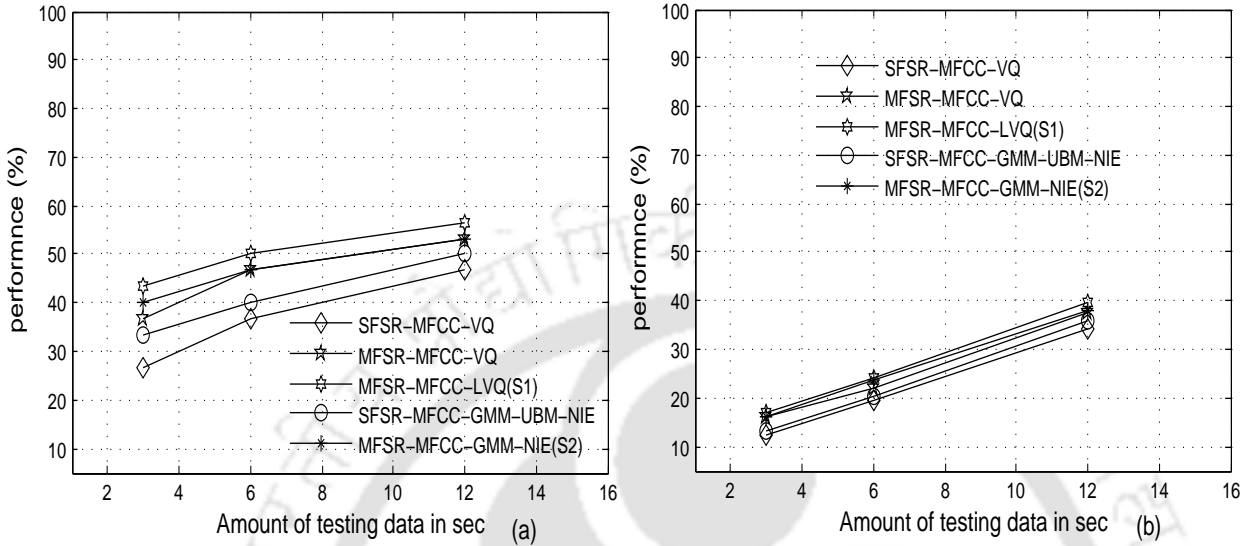 100
90
80
70
60
50
40
30
20
10
2 4 6 8 10 12 14 16
performnce (%)
Amount of testing data in sec (a)
SFSR–MFCC–VQ
MFSR–MFCC–VQ
MFSR–MFCC–LVQ(S1)
SFSR–MFCC–GMM–UBM–NIE
MFSR–MFCC–GMM–NIE(S2)
100
90
80
70
60
50
40
30
20
10
2 4 6 8 10 12 14 16
performnce (%)
Amount of testing data in sec (b)
SFSR–MFCC–VQ
MFSR–MFCC–VQ
MFSR–MFCC–LVQ(S1)
SFSR–MFCC–GMM–UBM–NIE
MFSR–MFCC–GMM–NIE(S2)